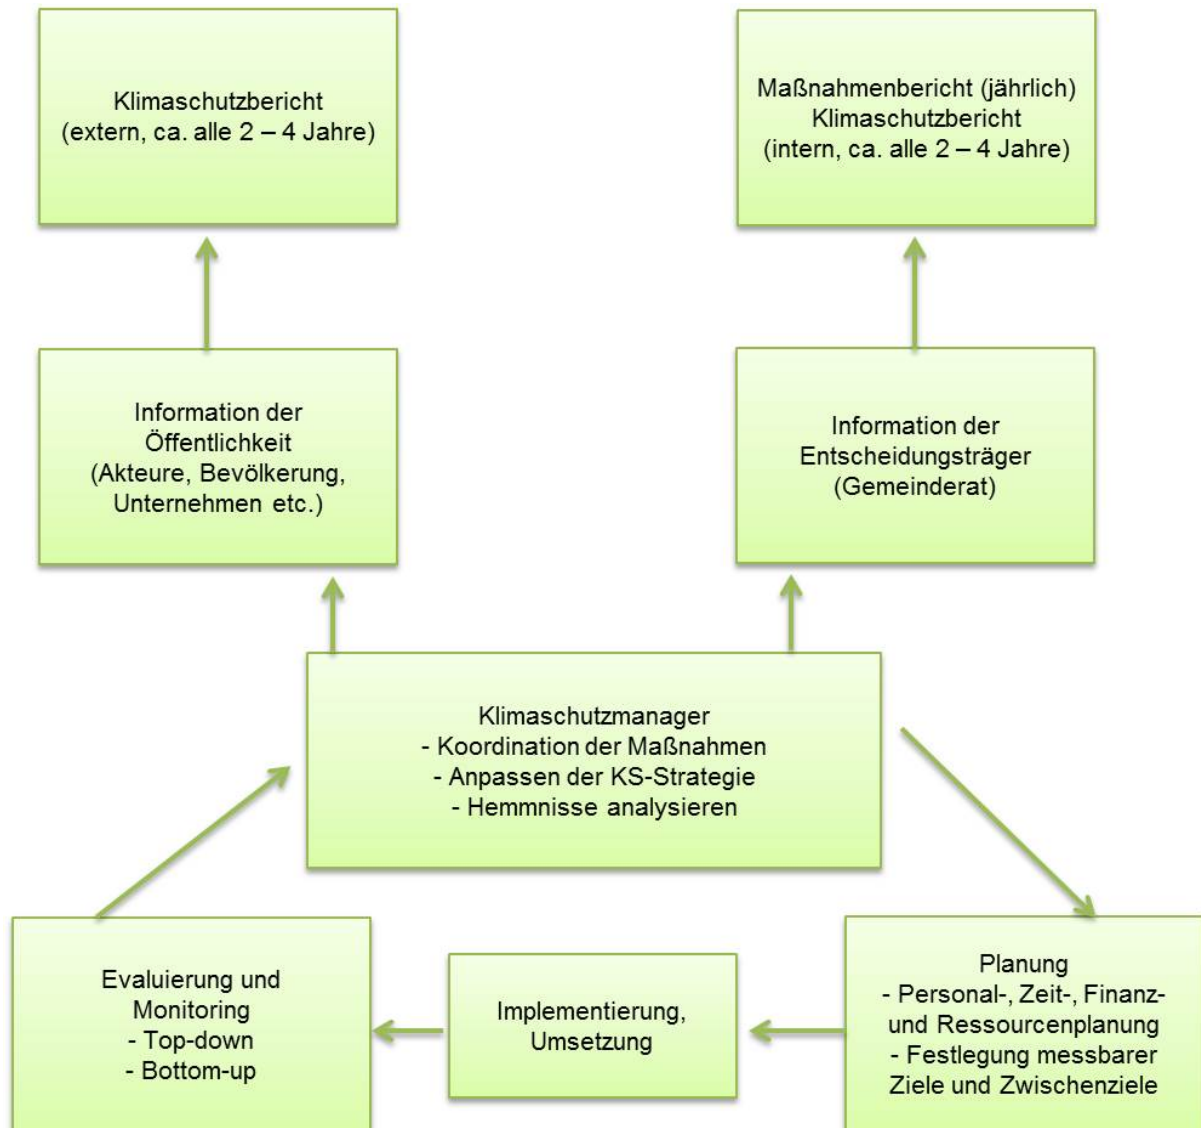 Klimaschutzbericht
(extern, ca. alle 2 – 4 Jahre)
Maßnahmenbericht (jährlich)
Klimaschutzbericht
(intern, ca. alle 2 – 4 Jahre)
Information der
Öffentlichkeit
(Akteure, Bevölkerung,
Unternehmen etc.)
Information der
Entscheidungsträger
(Gemeinderat)
Klimaschutzmanager
- Koordination der Maßnahmen
- Anpassen der KS-Strategie
- Hemmnisse analysieren
Evaluierung und
Monitoring
- Top-down
- Bottom-up
Implementierung,
Umsetzung
Planung
- Personal-, Zeit-, Finanz-
und Ressourcenplanung
- Festlegung messbarer
Ziele und Zwischenziele